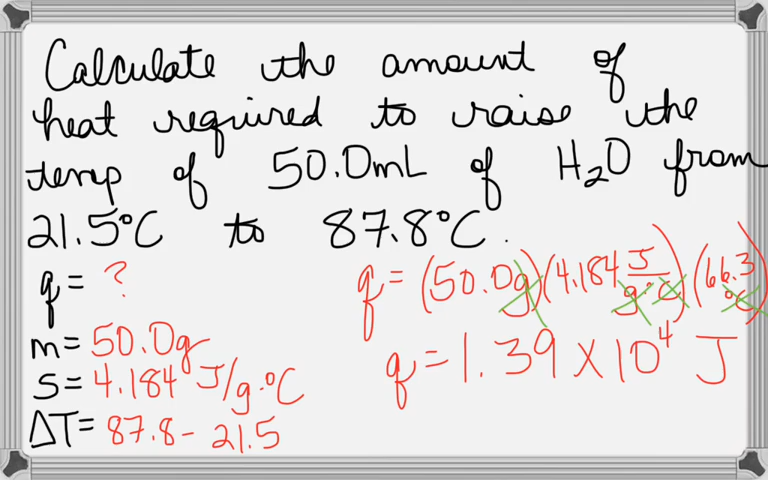 Calculate the amount of
heat required to raise the
temp of 50.0mL of H₂O from
21.5°C to 87.8°C.
q = ?
m = 50.0g
s = 4.184 J/g·°C
ΔT = 87.8 - 21.5
q = (50.0g)(4.184 J/g·°C)(66.3 °C)
q = 1.39 × 10⁴ J